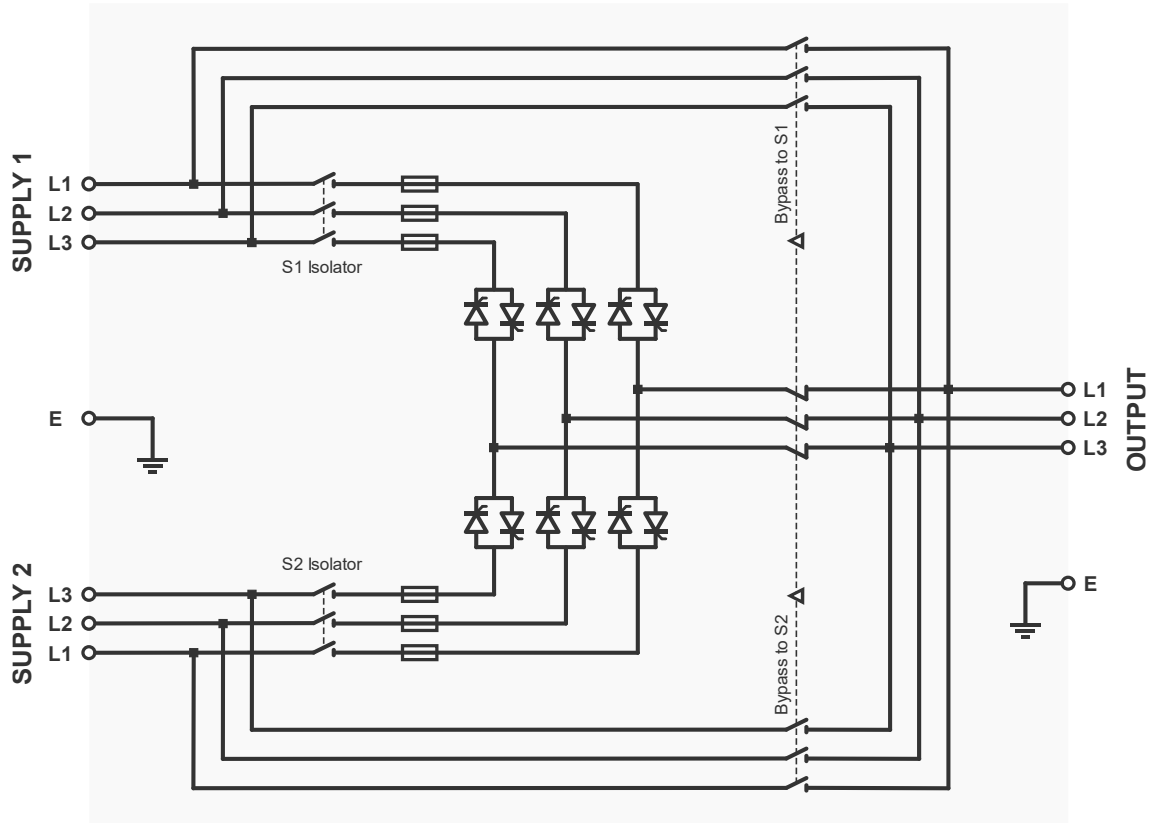 SUPPLY 1
L1
L2
L3
S1 Isolator
Bypass to S1
E
L1
L2
L3
OUTPUT
S2 Isolator
SUPPLY 2
L3
L2
L1
Bypass to S2
E